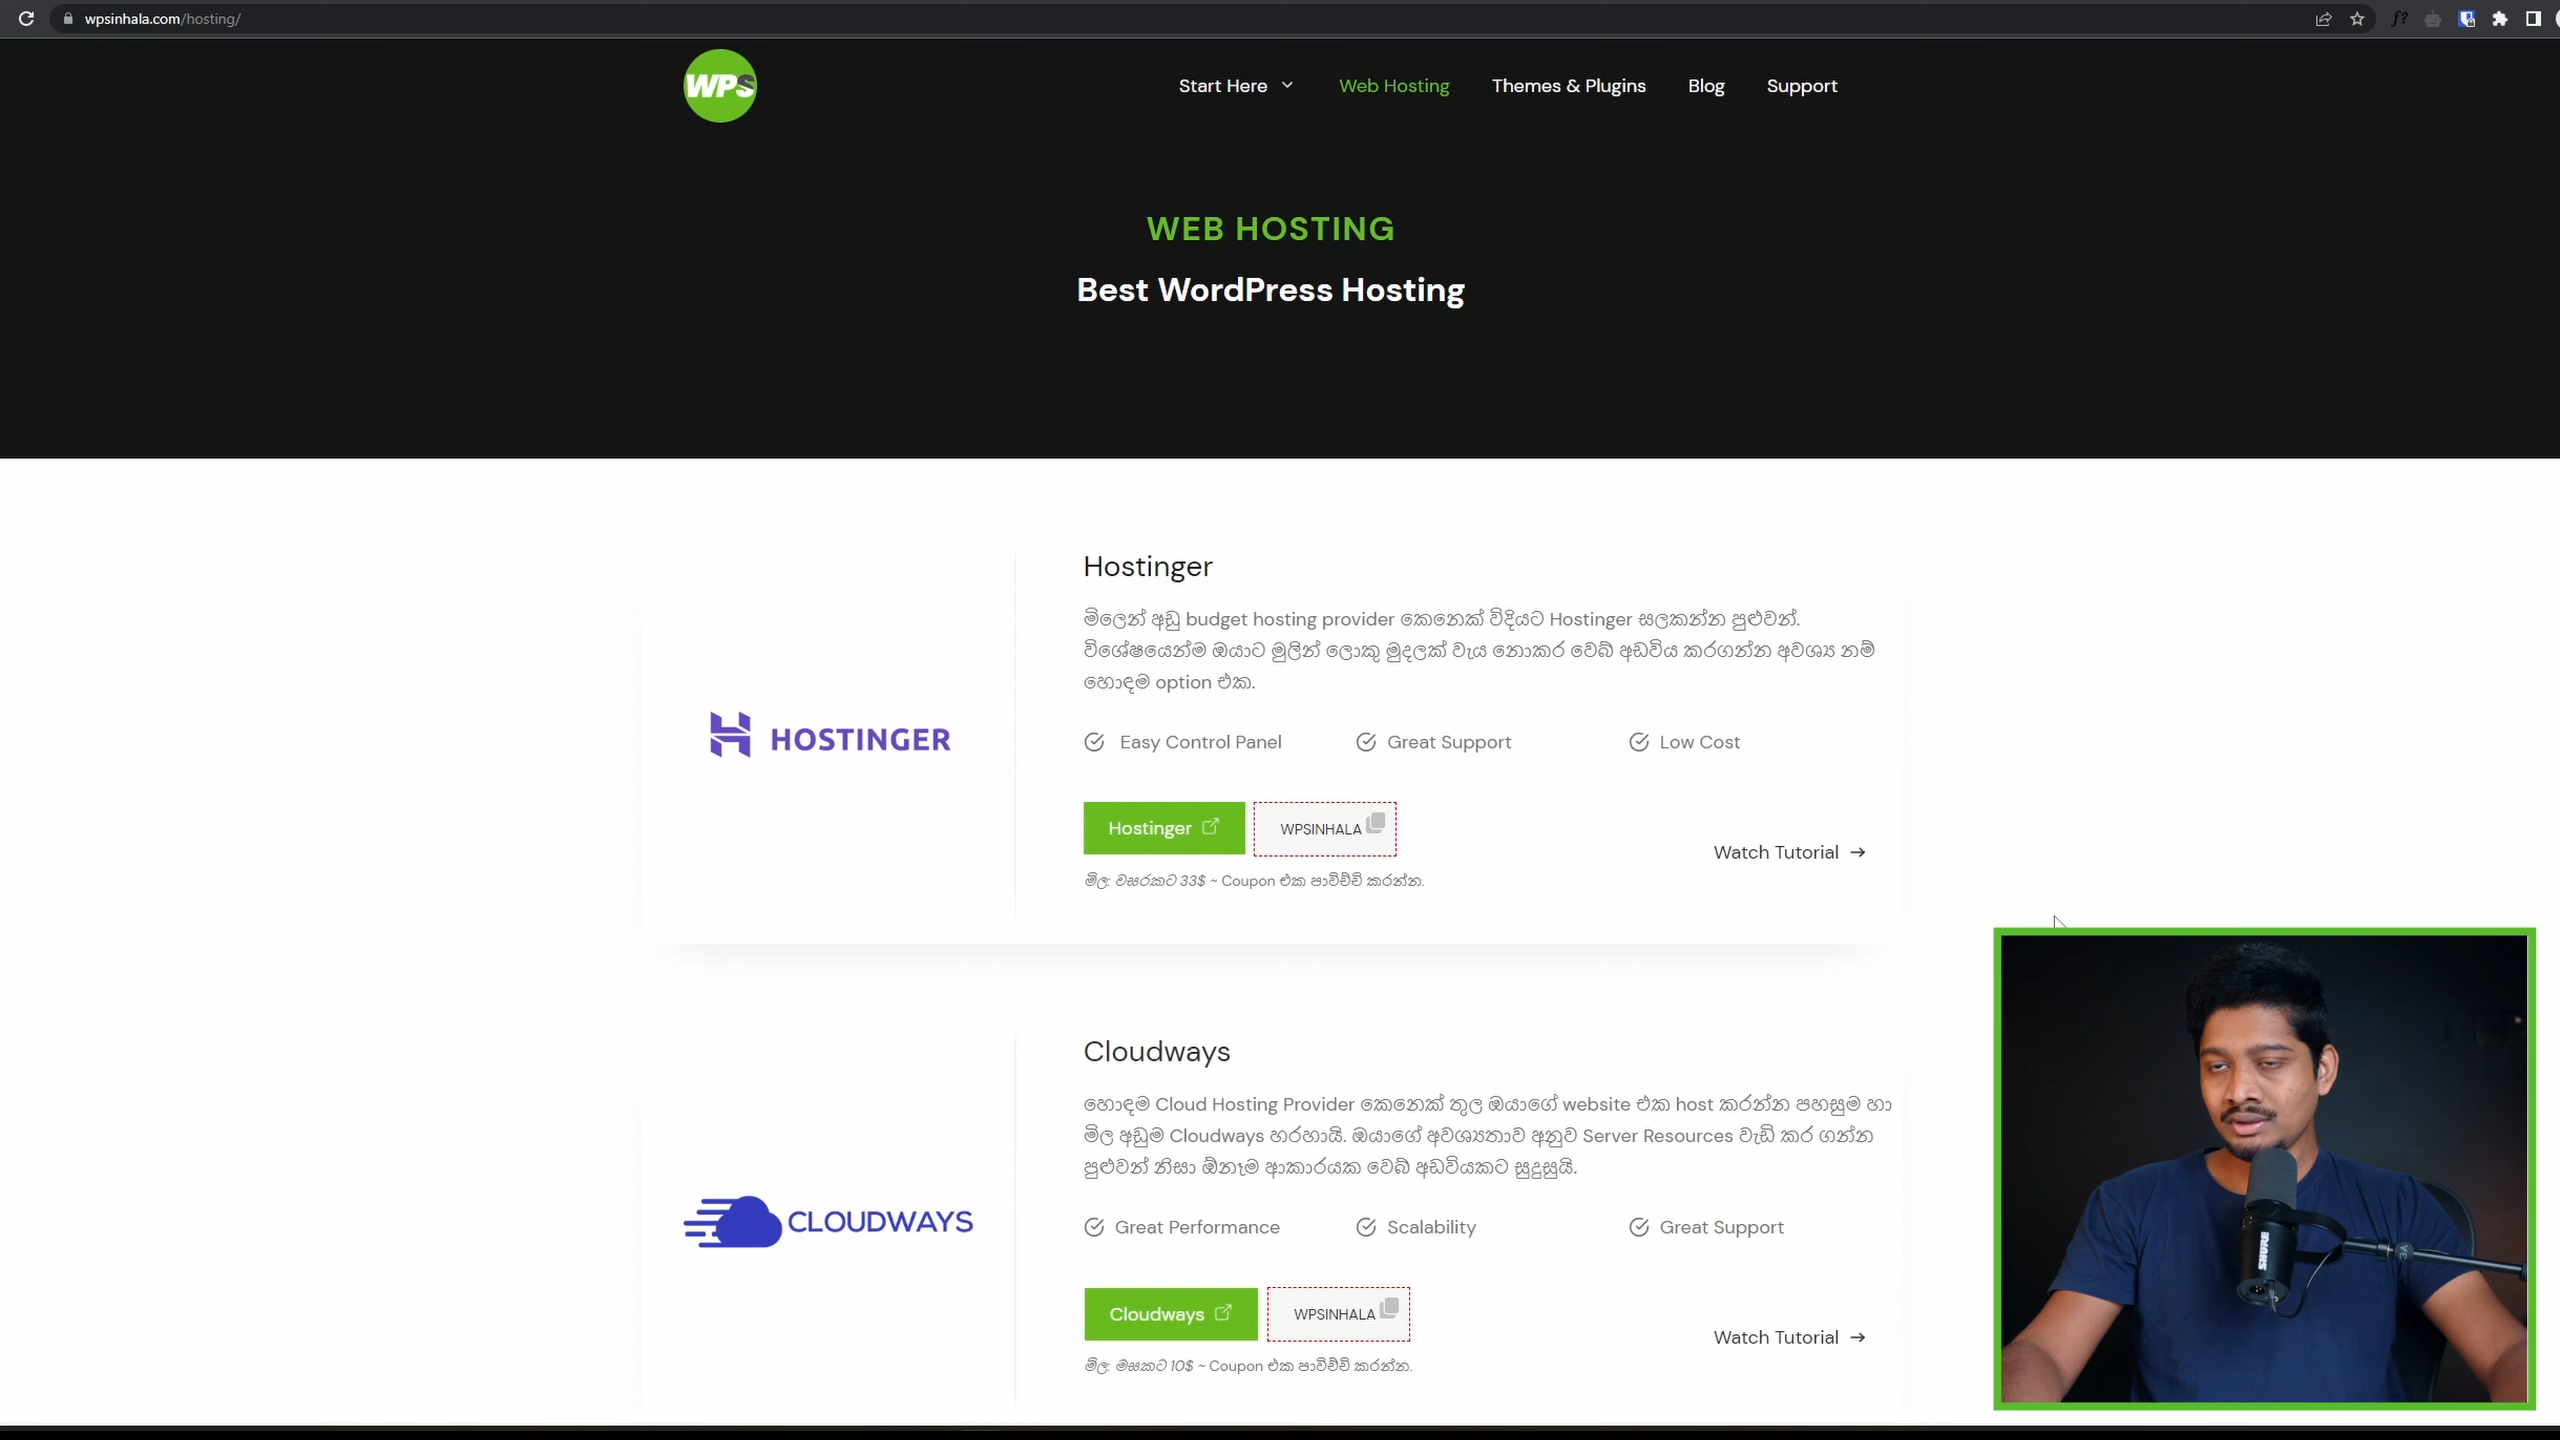 wpsinhala.com/hosting/
WPS
Start Here
Web Hosting
Themes & Plugins
Blog
Support
WEB HOSTING
Best WordPress Hosting
Hostinger
මිලෙන් අඩු budget hosting provider කෙනෙක් විදියට Hostinger සලකන්න පුළුවන්.
විශේෂයෙන්ම ඔයාට මුලින් ලොකු මුදලක් වැය නොකර වෙබ් අඩවිය කරගන්න අවශ්‍ය නම්
හොඳම option එක.
HOSTINGER
Easy Control Panel
Great Support
Low Cost
Hostinger
WPSINHALA
Watch Tutorial →
මිල: වසරකට 33$ ~ Coupon එක පාවිච්චි කරන්න.
Cloudways
හොඳම Cloud Hosting Provider කෙනෙක් තුල ඔයාගේ website එක host කරන්න පහසුම හා
මිල අඩුම Cloudways හරහායි. ඔයාගේ අවශ්‍යතාව අනුව Server Resources වැඩි කර ගන්න
පුළුවන් නිසා ඕනෑම ආකාරයක වෙබ් අඩවියකට සුදුසුයි.
CLOUDWAYS
Great Performance
Scalability
Great Support
Cloudways
WPSINHALA
Watch Tutorial →
මිල: මසකට 10$ ~ Coupon එක පාවිච්චි කරන්න.
SHURE